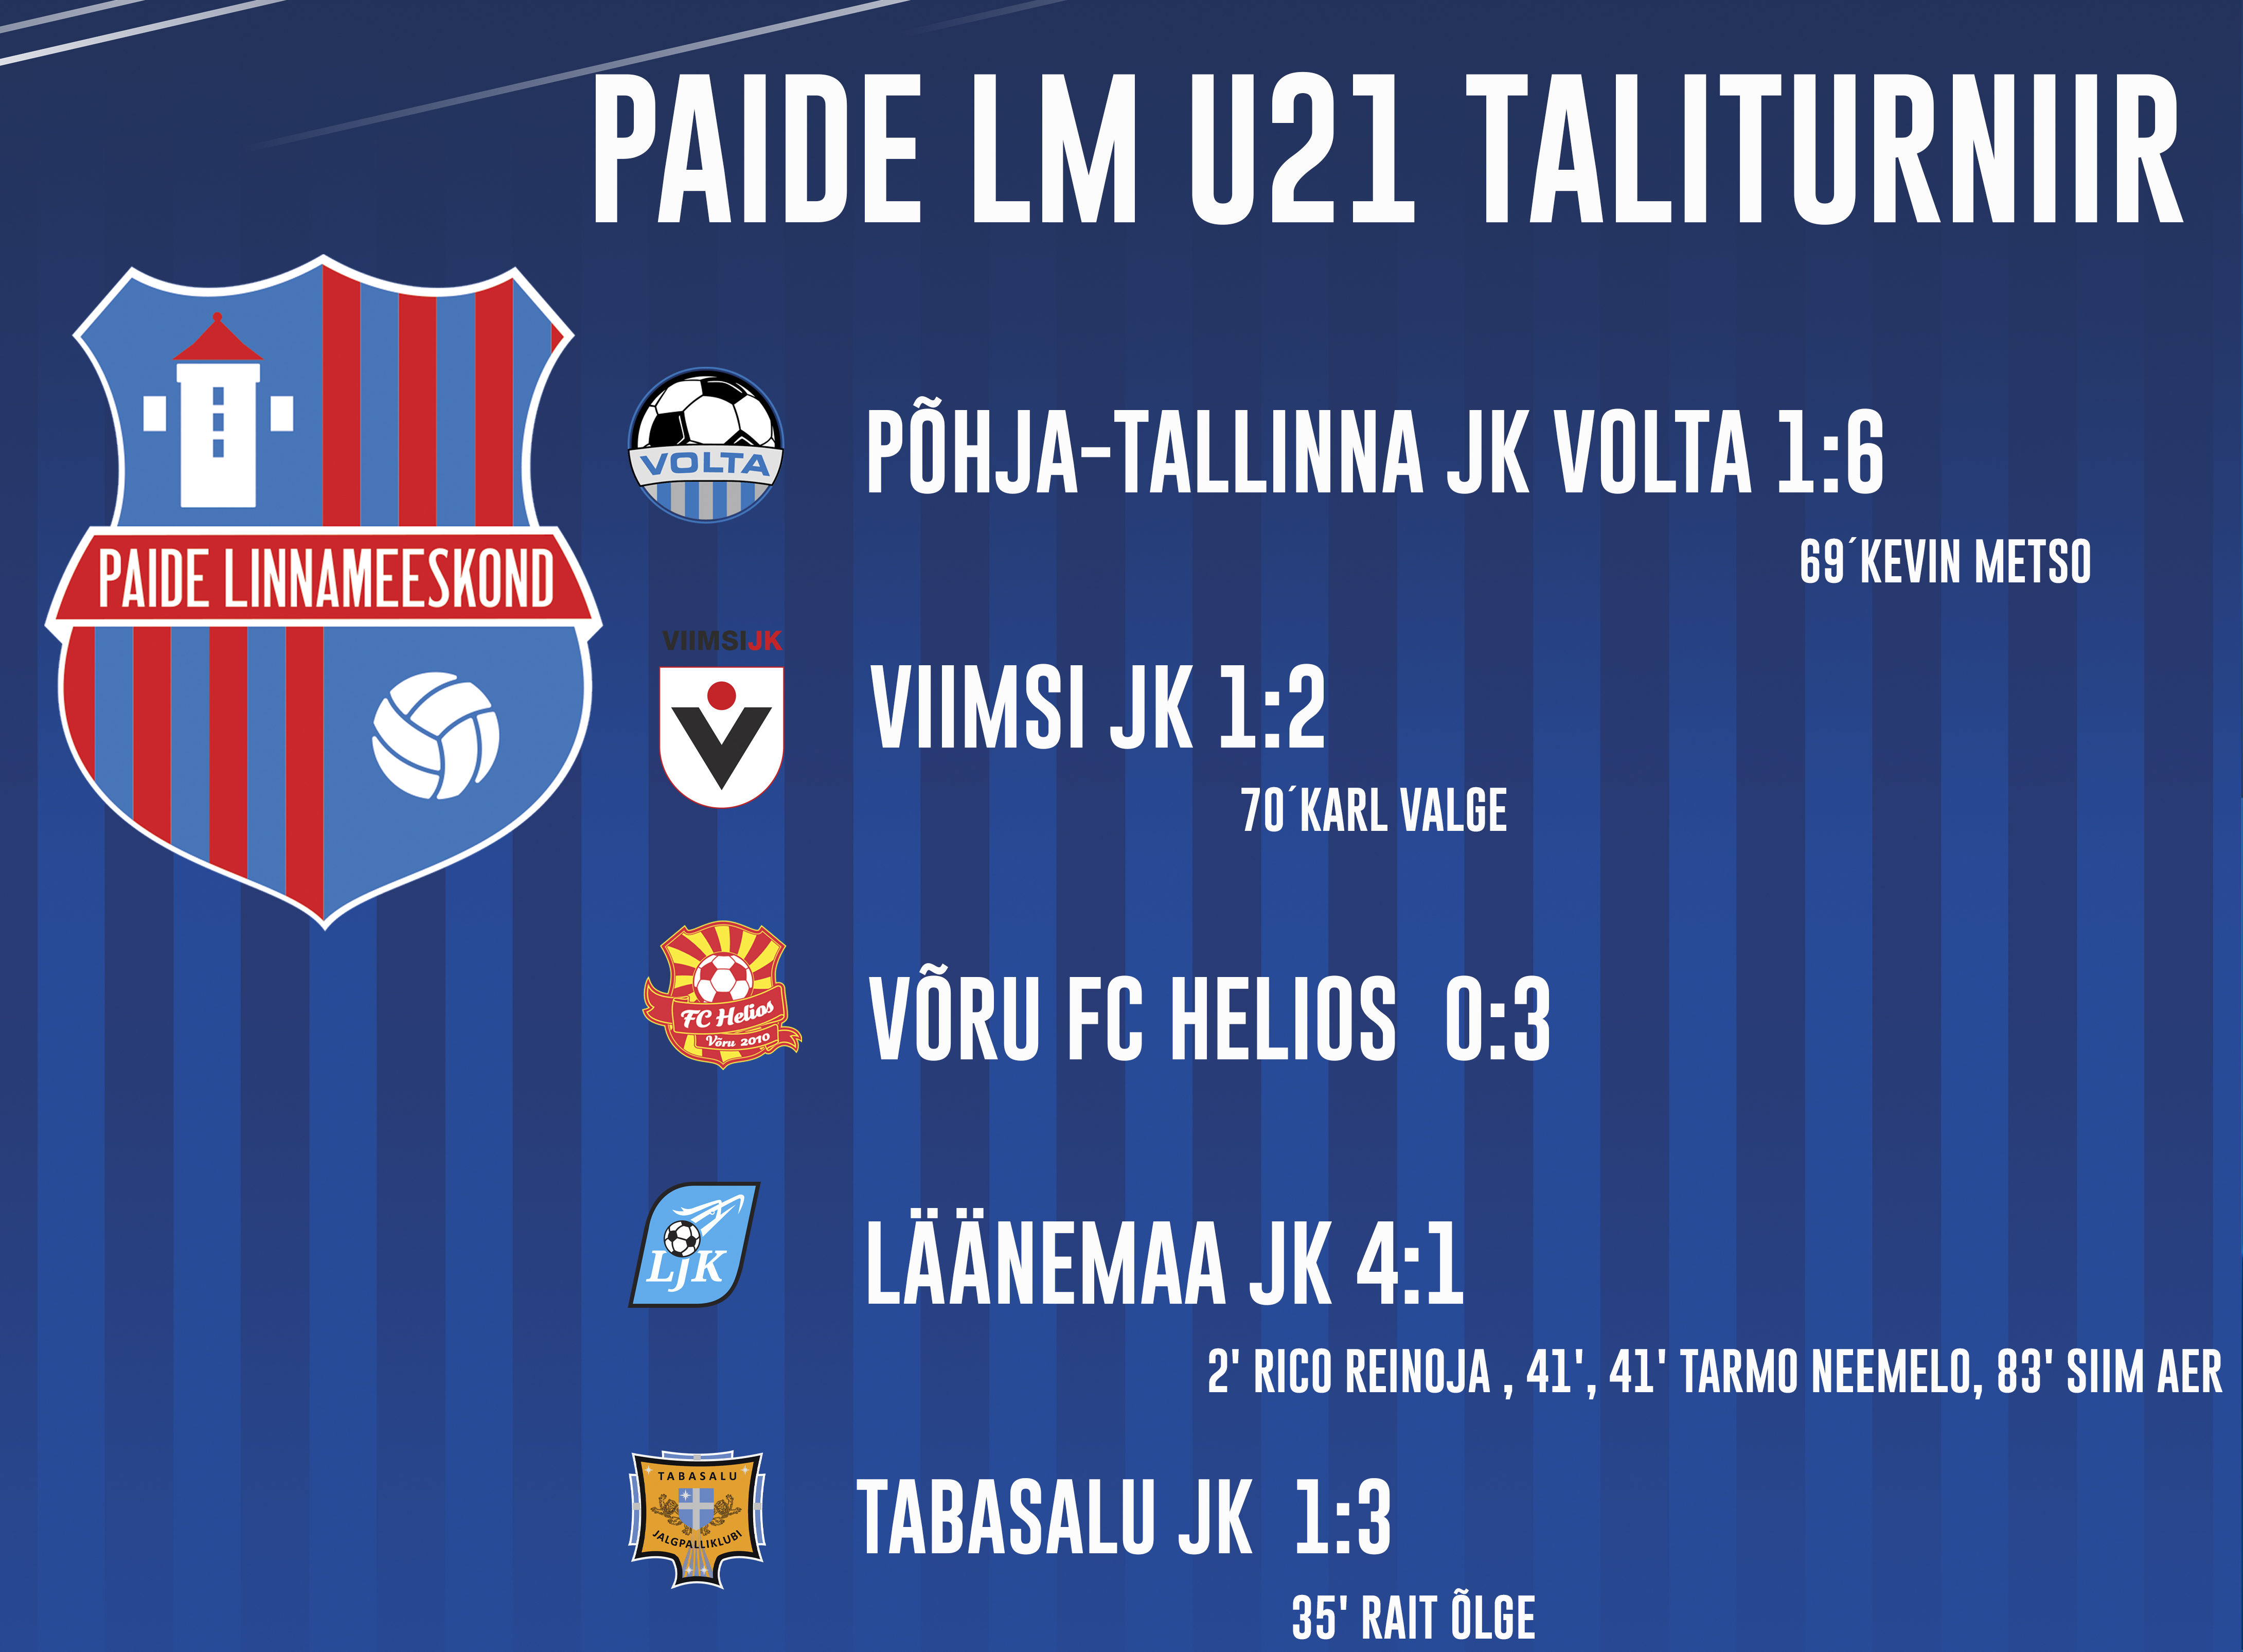 PAIDE LM U21 TALITURNIIR
PAIDE LINNAMEESKOND
VOLTA
PÕHJA-TALLINNA JK VOLTA 1:6
69´KEVIN METSO
VIIMSIJK
VIIMSI JK 1:2
70´KARL VALGE
FC Helios
Võru 2010
VÕRU FC HELIOS 0:3
LJK
LÄÄNEMAA JK 4:1
2' RICO REINOJA , 41', 41' TARMO NEEMELO, 83' SIIM AER
TABASALU
JALGPALLIKLUBI
TABASALU JK 1:3
35' RAIT ÕLGE